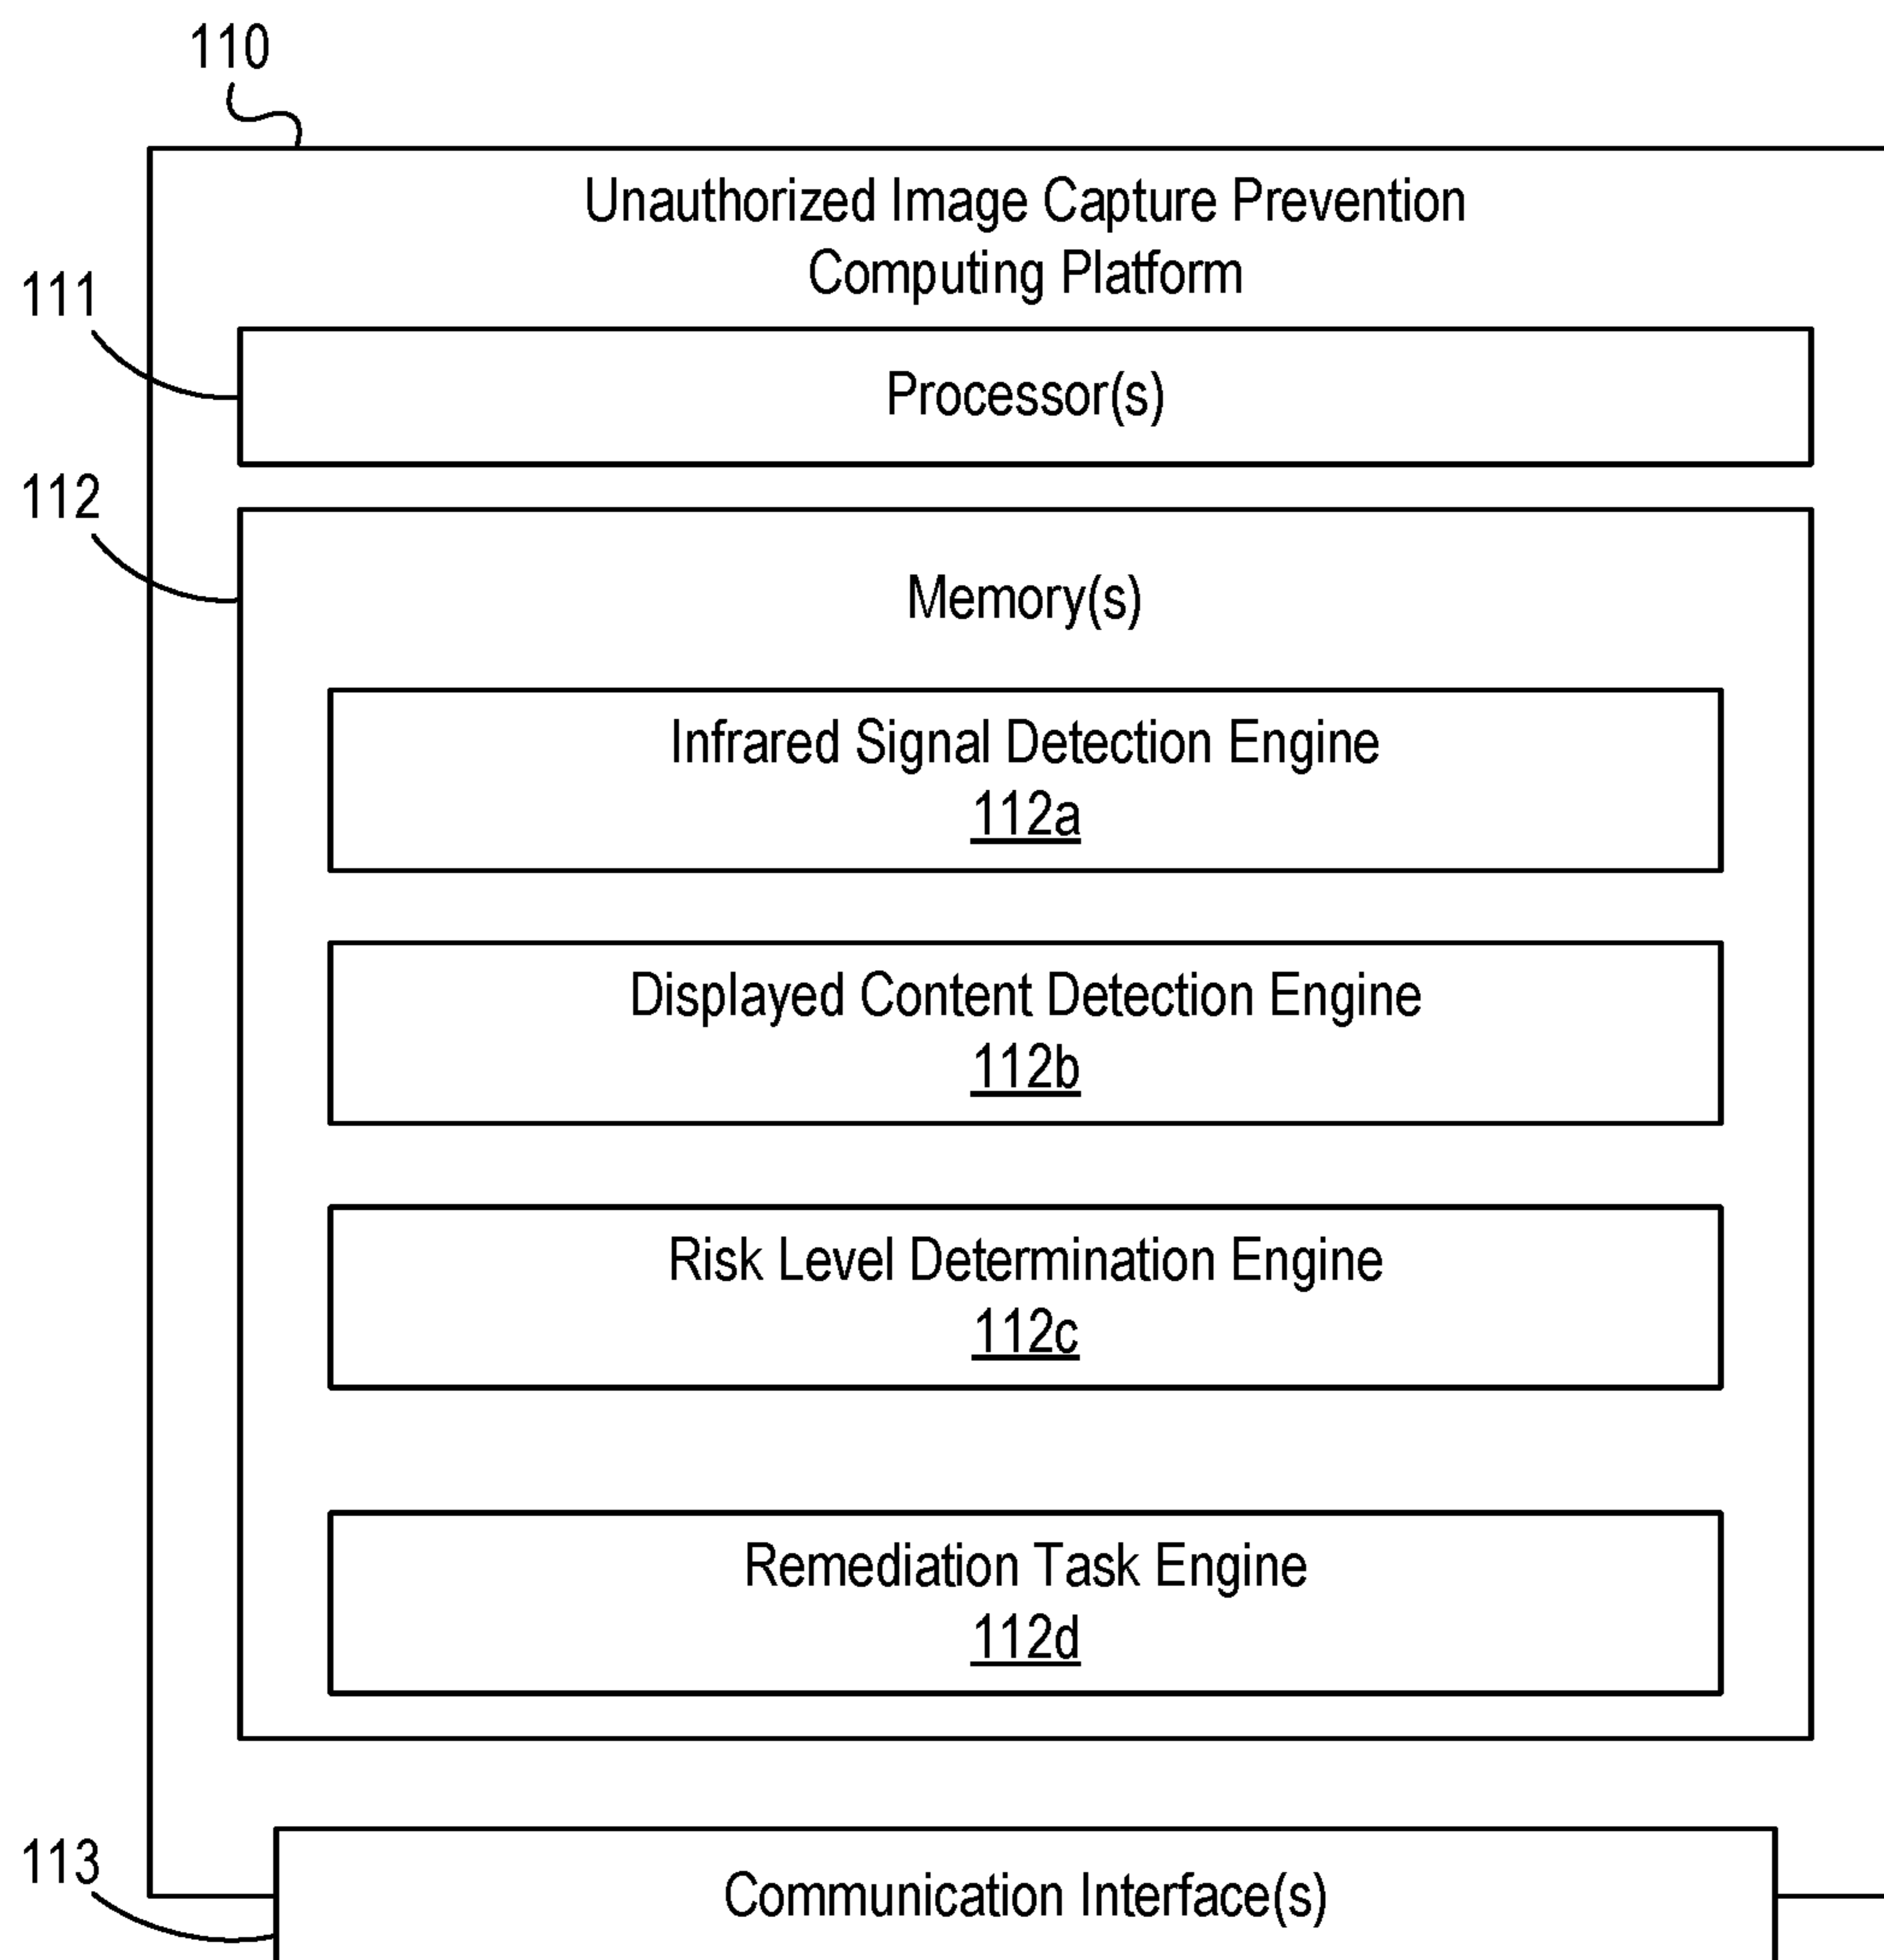 110
Unauthorized Image Capture Prevention
Computing Platform
111
Processor(s)
112
Memory(s)
Infrared Signal Detection Engine
112a
Displayed Content Detection Engine
112b
Risk Level Determination Engine
112c
Remediation Task Engine
112d
113
Communication Interface(s)